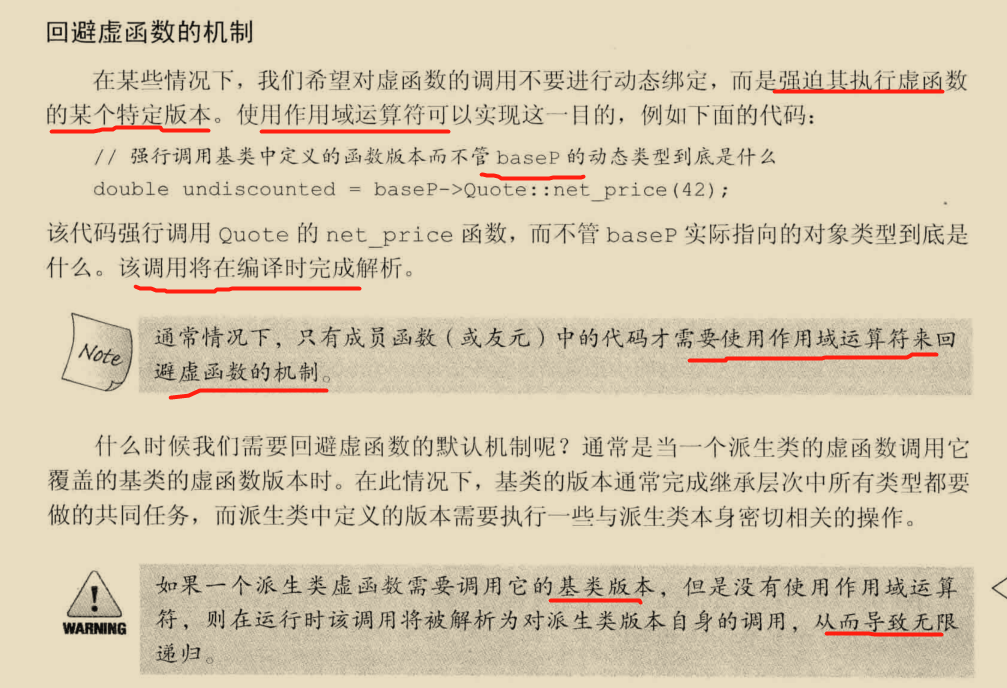 回避虚函数的机制
在某些情况下，我们希望对虚函数的调用不要进行动态绑定，而是强迫其执行虚函数
的某个特定版本。使用作用域运算符可以实现这一目的，例如下面的代码：
// 强行调用基类中定义的函数版本而不管 baseP 的动态类型到底是什么
double undiscounted = baseP->Quote::net_price(42);
该代码强行调用 Quote 的 net_price 函数，而不管 baseP 实际指向的对象类型到底是
什么。该调用将在编译时完成解析。
Note
通常情况下，只有成员函数（或友元）中的代码才需要使用作用域运算符来回
避虚函数的机制。
什么时候我们需要回避虚函数的默认机制呢？通常是当一个派生类的虚函数调用它
覆盖的基类的虚函数版本时。在此情况下，基类的版本通常完成继承层次中所有类型都要
做的共同任务，而派生类中定义的版本需要执行一些与派生类本身密切相关的操作。
WARNING
如果一个派生类虚函数需要调用它的基类版本，但是没有使用作用域运算
符，则在运行时该调用将被解析为对派生类版本自身的调用，从而导致无限
递归。